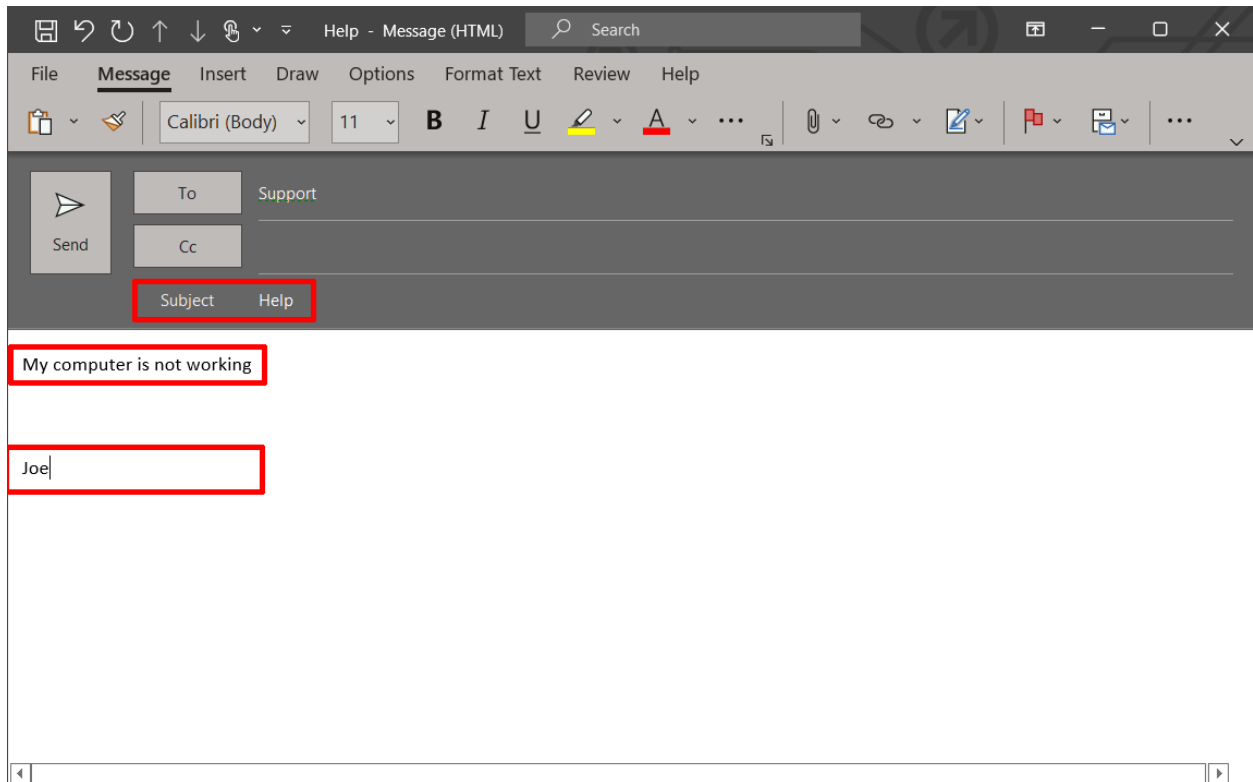 Help - Message (HTML) Search
File Message Insert Draw Options Format Text Review Help
Calibri (Body) 11 B I U A
To Support
Send Cc
Subject Help
My computer is not working
Joe